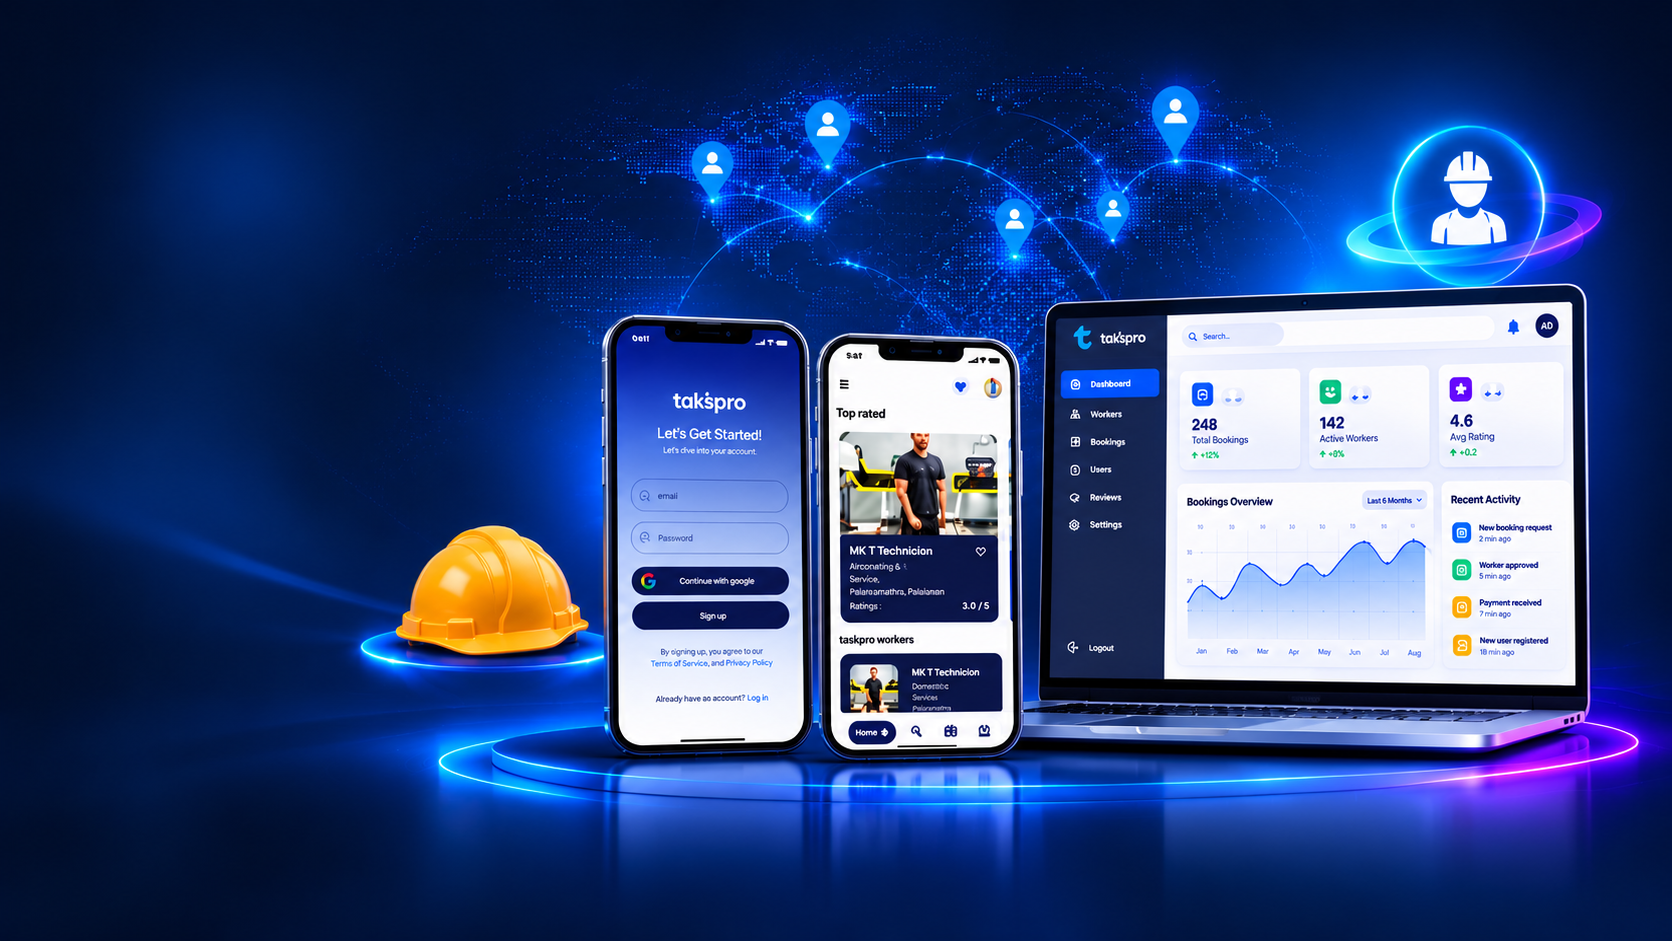 takspro
Let's Get Started!
Let's dive into your account.
email
Password
Continue with google
Sign up
By signing up, you agree to our
Terms of Service, and Privacy Policy
Already have ao account? Log in
9:41
Top rated
MK T Technicion
Airconating &
Service,
Palaroamathra, Palaianan
Ratings :
3.0 / 5
taskpro workers
MK T Technicion
Services
Home
takspro
Search...
AD
Dashboard
Workers
Bookings
Users
Reviews
Settings
Logout
248
Total Bookings
+12%
142
Active Workers
+8%
4.6
Avg Rating
+0.2
Bookings Overview
Last 6 Months
Jan Feb Mar Apr May Jun Jul Aug
Recent Activity
New booking request
2 min ago
Worker approved
5 min ago
Payment received
7 min ago
New user registered
18 min ago